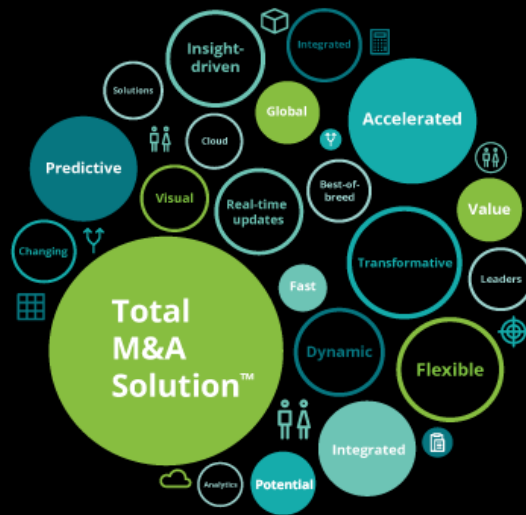 Insight-
driven
Integrated
Solutions
Global
Accelerated
Cloud
Predictive
Visual
Best-of-
breed
Real-time
updates
Value
Changing
Transformative
Leaders
Fast
Total
M&A
Solution™
Dynamic
Flexible
Integrated
Analytics
Potential